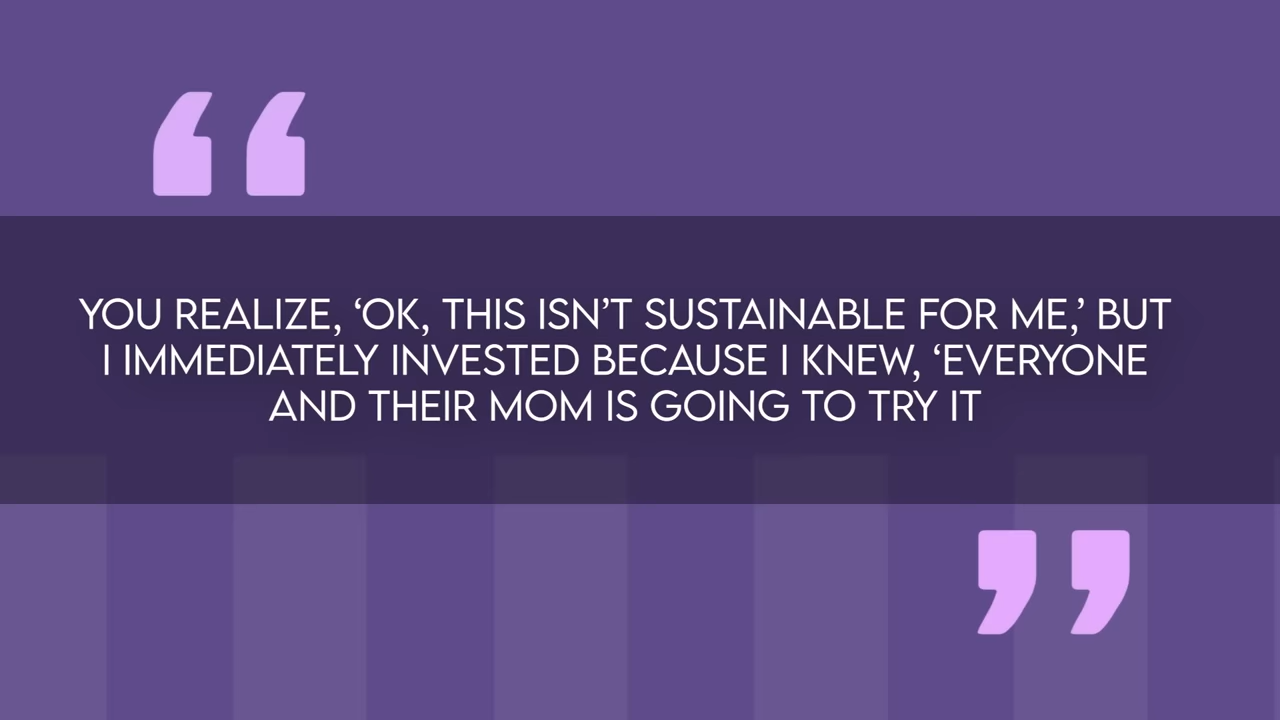 “
YOU REALIZE, ‘OK, THIS ISN’T SUSTAINABLE FOR ME,’ BUT
I IMMEDIATELY INVESTED BECAUSE I KNEW, ‘EVERYONE
AND THEIR MOM IS GOING TO TRY IT
”